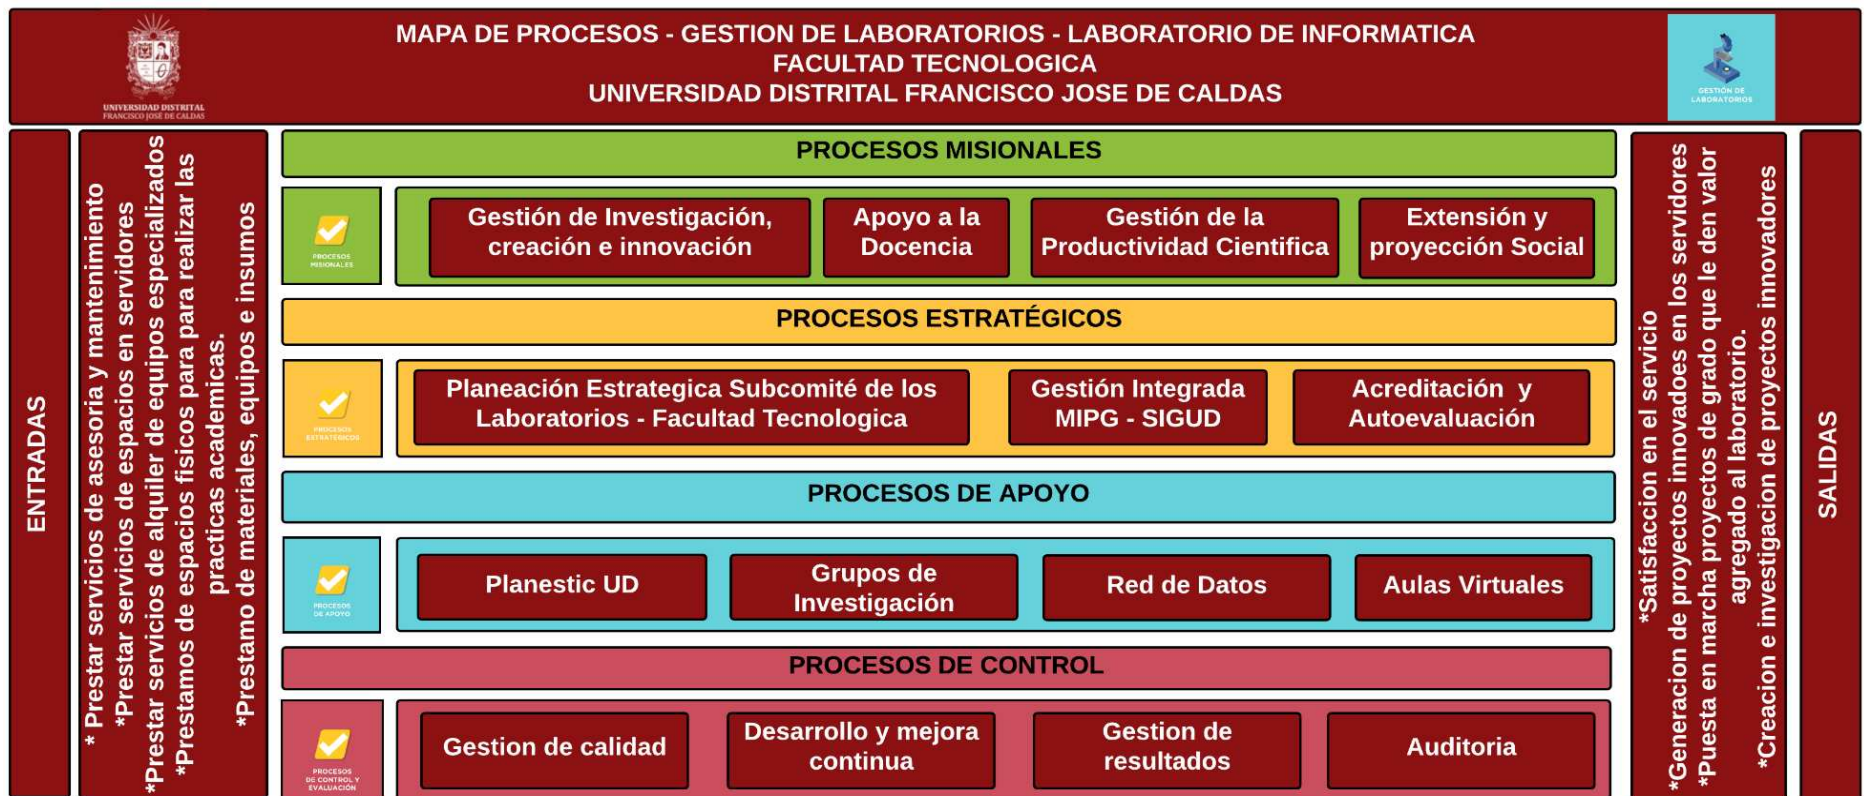 MAPA DE PROCESOS - GESTION DE LABORATORIOS - LABORATORIO DE INFORMATICA
FACULTAD TECNOLOGICA
UNIVERSIDAD DISTRITAL FRANCISCO JOSE DE CALDAS
UNIVERSIDAD DISTRITAL
FRANCISCO JOSÉ DE CALDAS
GESTIÓN DE
LABORATORIOS
ENTRADAS
* Prestar servicios de asesoria y mantenimiento
*Prestar servicios de espacios en servidores
*Prestar servicios de alquiler de equipos especializados
*Prestamos de espacios fisicos para para realizar las
practicas academicas.
*Prestamo de materiales, equipos e insumos
PROCESOS MISIONALES
PROCESOS
MISIONALES
Gestión de Investigación,
creación e innovación
Apoyo a la
Docencia
Gestión de la
Productividad Cientifica
Extensión y
proyección Social
PROCESOS ESTRATÉGICOS
PROCESOS
ESTRATÉGICOS
Planeación Estrategica Subcomité de los
Laboratorios - Facultad Tecnologica
Gestión Integrada
MIPG - SIGUD
Acreditación y
Autoevaluación
PROCESOS DE APOYO
PROCESOS
DE APOYO
Planestic UD
Grupos de
Investigación
Red de Datos
Aulas Virtuales
PROCESOS DE CONTROL
PROCESOS
DE CONTROL Y
EVALUACIÓN
Gestion de calidad
Desarrollo y mejora
continua
Gestion de
resultados
Auditoria
*Satisfaccion en el servicio
*Generacion de proyectos innovadoes en los servidores
*Puesta en marcha proyectos de grado que le den valor
agregado al laboratorio.
*Creacion e investigacion de proyectos innovadores
SALIDAS